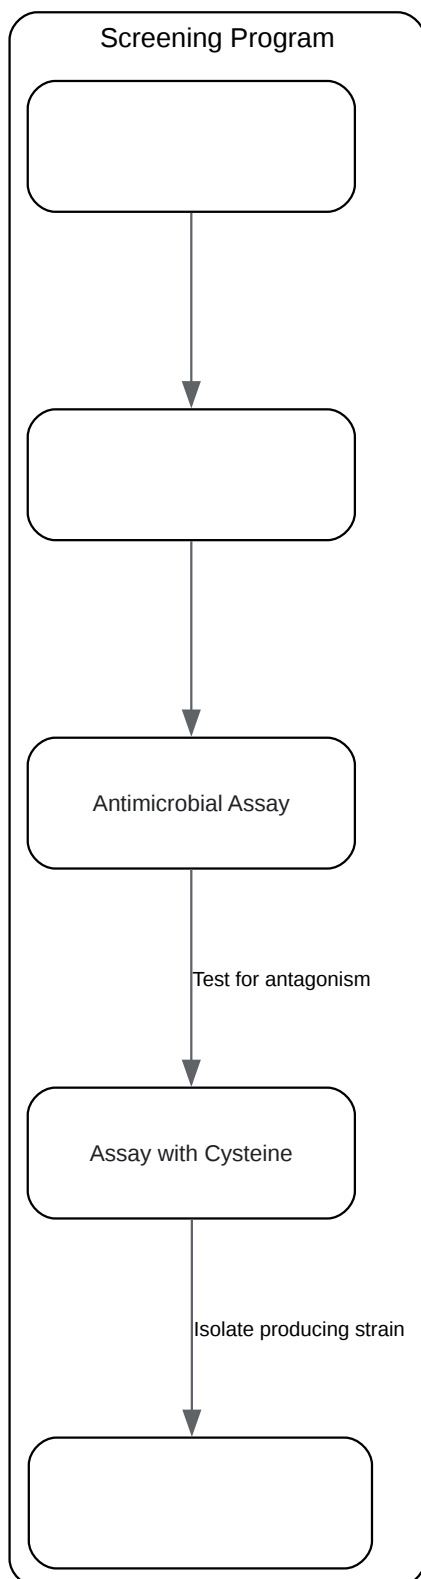 Screening Program
Antimicrobial Assay
Test for antagonism
Assay with Cysteine
Isolate producing strain